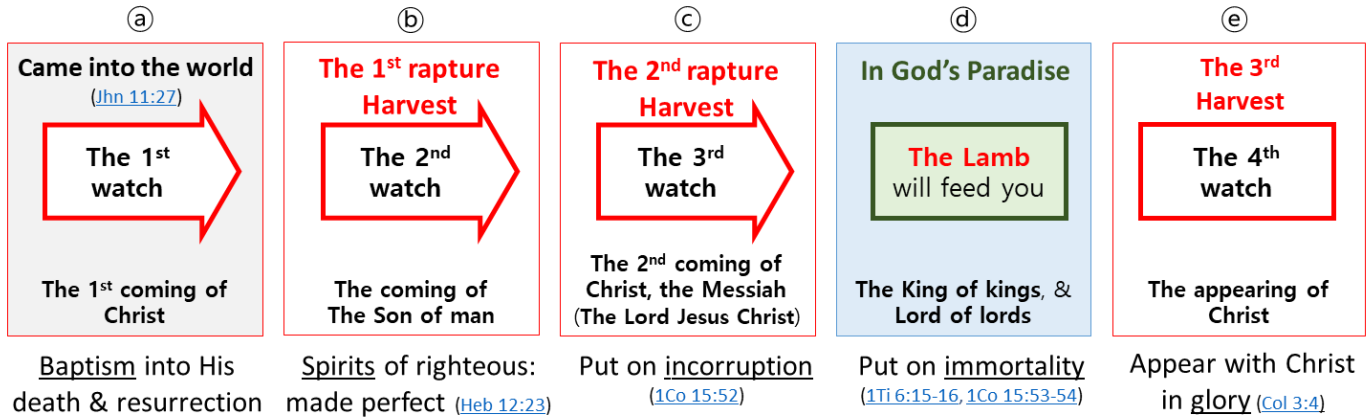 ⓐ
Came into the world
(Jhn 11:27)
The 1st
watch
The 1st coming of
Christ
Baptism into His
death & resurrection
ⓑ
The 1st rapture
Harvest
The 2nd
watch
The coming of
The Son of man
Spirits of righteous:
made perfect (Heb 12:23)
ⓒ
The 2nd rapture
Harvest
The 3rd
watch
The 2nd coming of
Christ, the Messiah
(The Lord Jesus Christ)
Put on incorruption
(1Co 15:52)
ⓓ
In God's Paradise
The Lamb
will feed you
The King of kings, &
Lord of lords
Put on immortality
(1Ti 6:15-16, 1Co 15:53-54)
ⓔ
The 3rd
Harvest
The 4th
watch
The appearing of
Christ
Appear with Christ
in glory (Col 3:4)